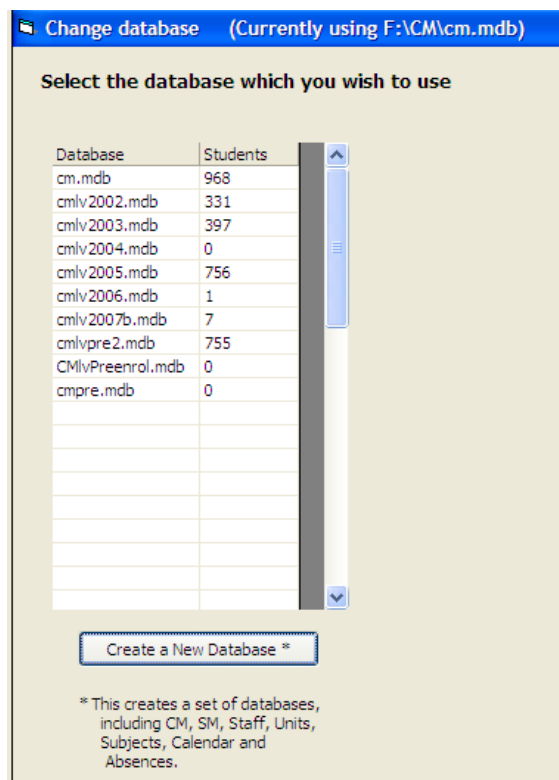 Change database (Currently using F:\CM\cm.mdb)
Select the database which you wish to use
Database Students
cm.mdb 968
cmlv2002.mdb 331
cmlv2003.mdb 397
cmlv2004.mdb 0
cmlv2005.mdb 756
cmlv2006.mdb 1
cmlv2007b.mdb 7
cmlvpre2.mdb 755
CMlvPreenrol.mdb 0
cmpre.mdb 0
Create a New Database *
* This creates a set of databases,
including CM, SM, Staff, Units,
Subjects, Calendar and
Absences.